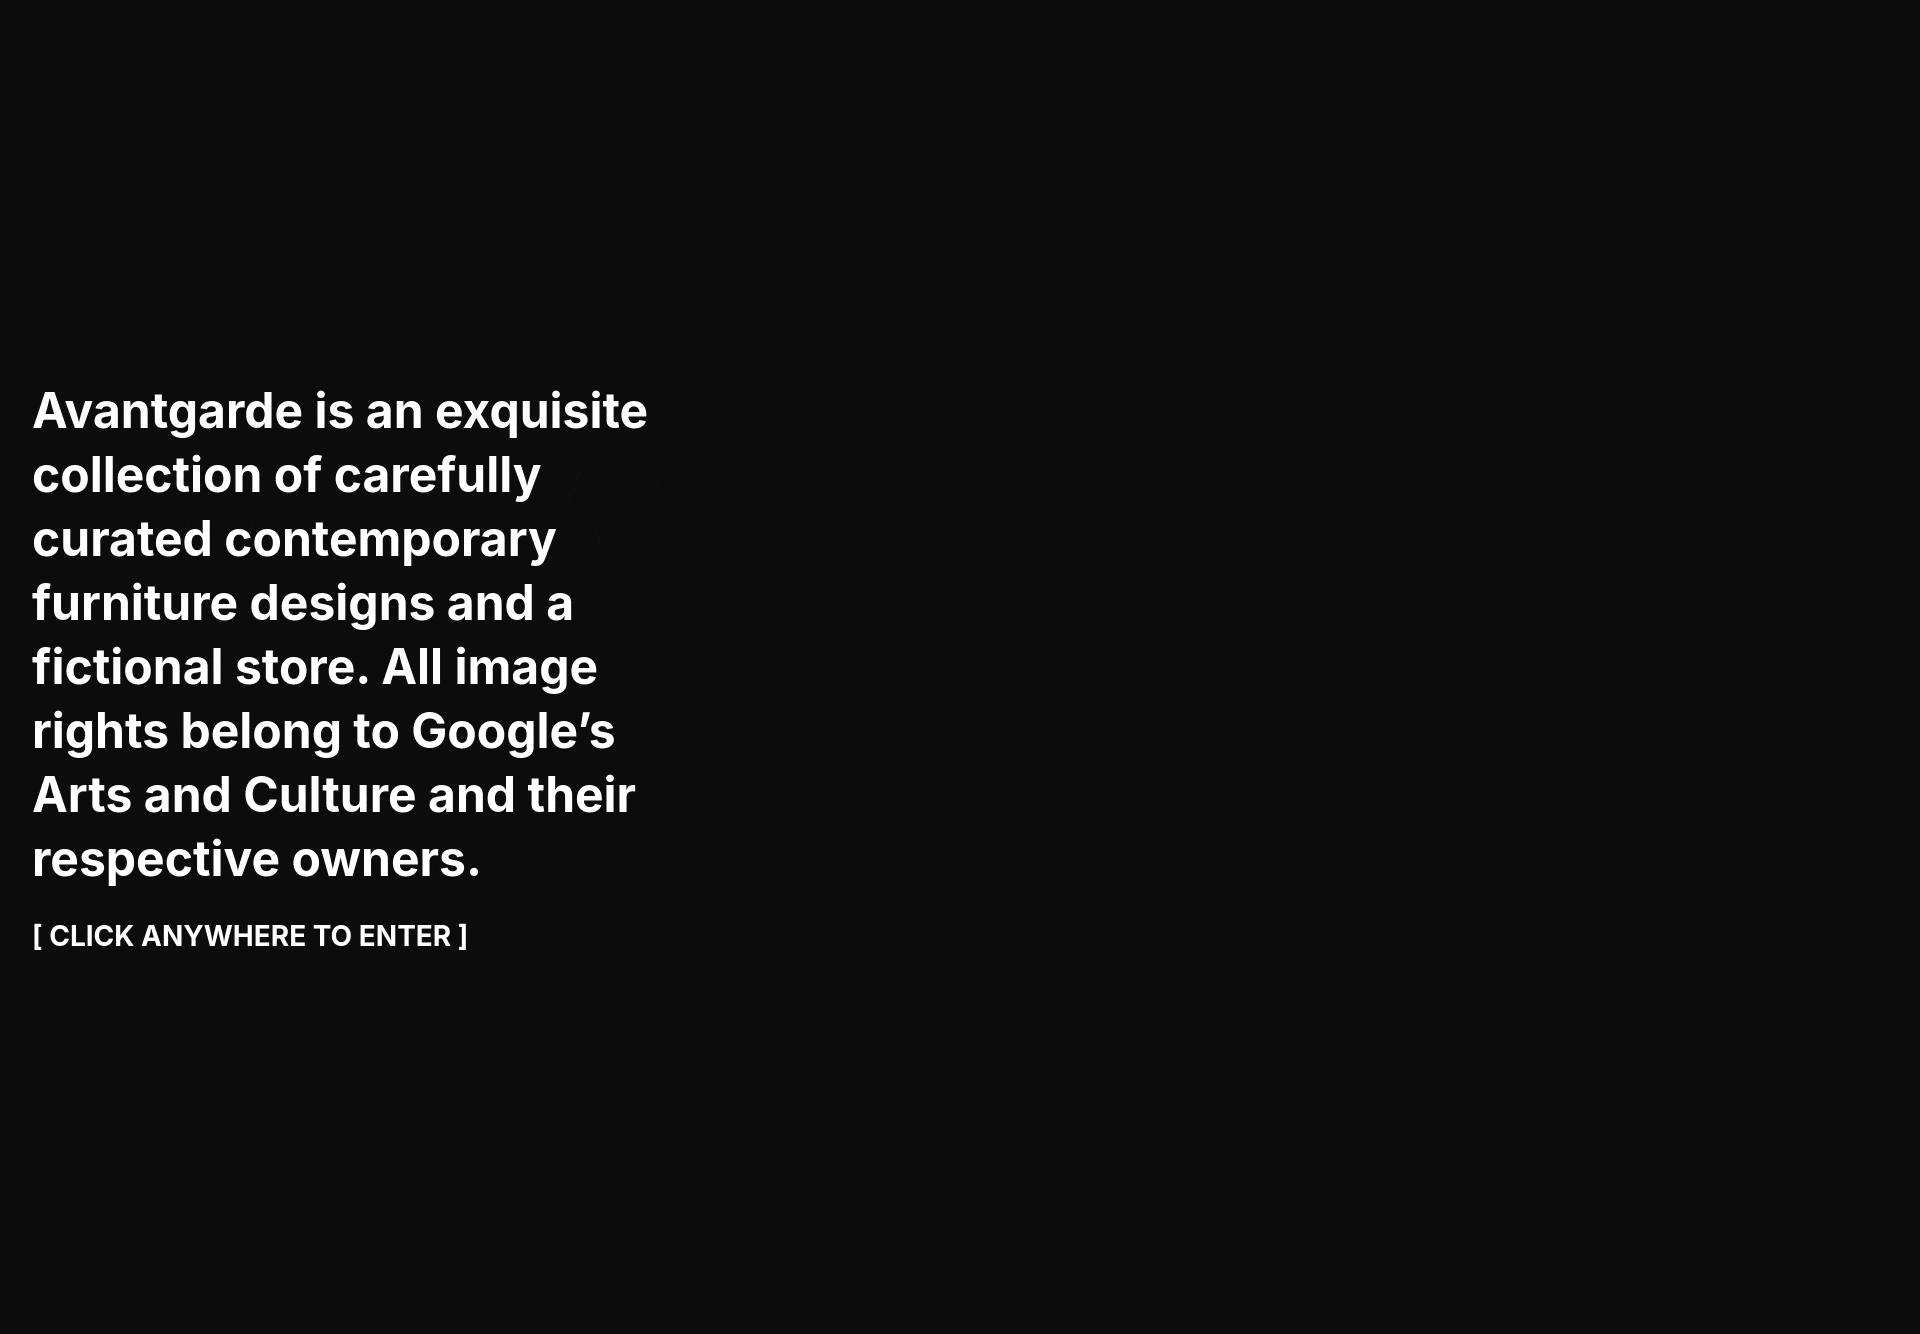 Avantgarde is an exquisite
collection of carefully
curated contemporary
furniture designs and a
fictional store. All image
rights belong to Google’s
Arts and Culture and their
respective owners.
[ CLICK ANYWHERE TO ENTER ]